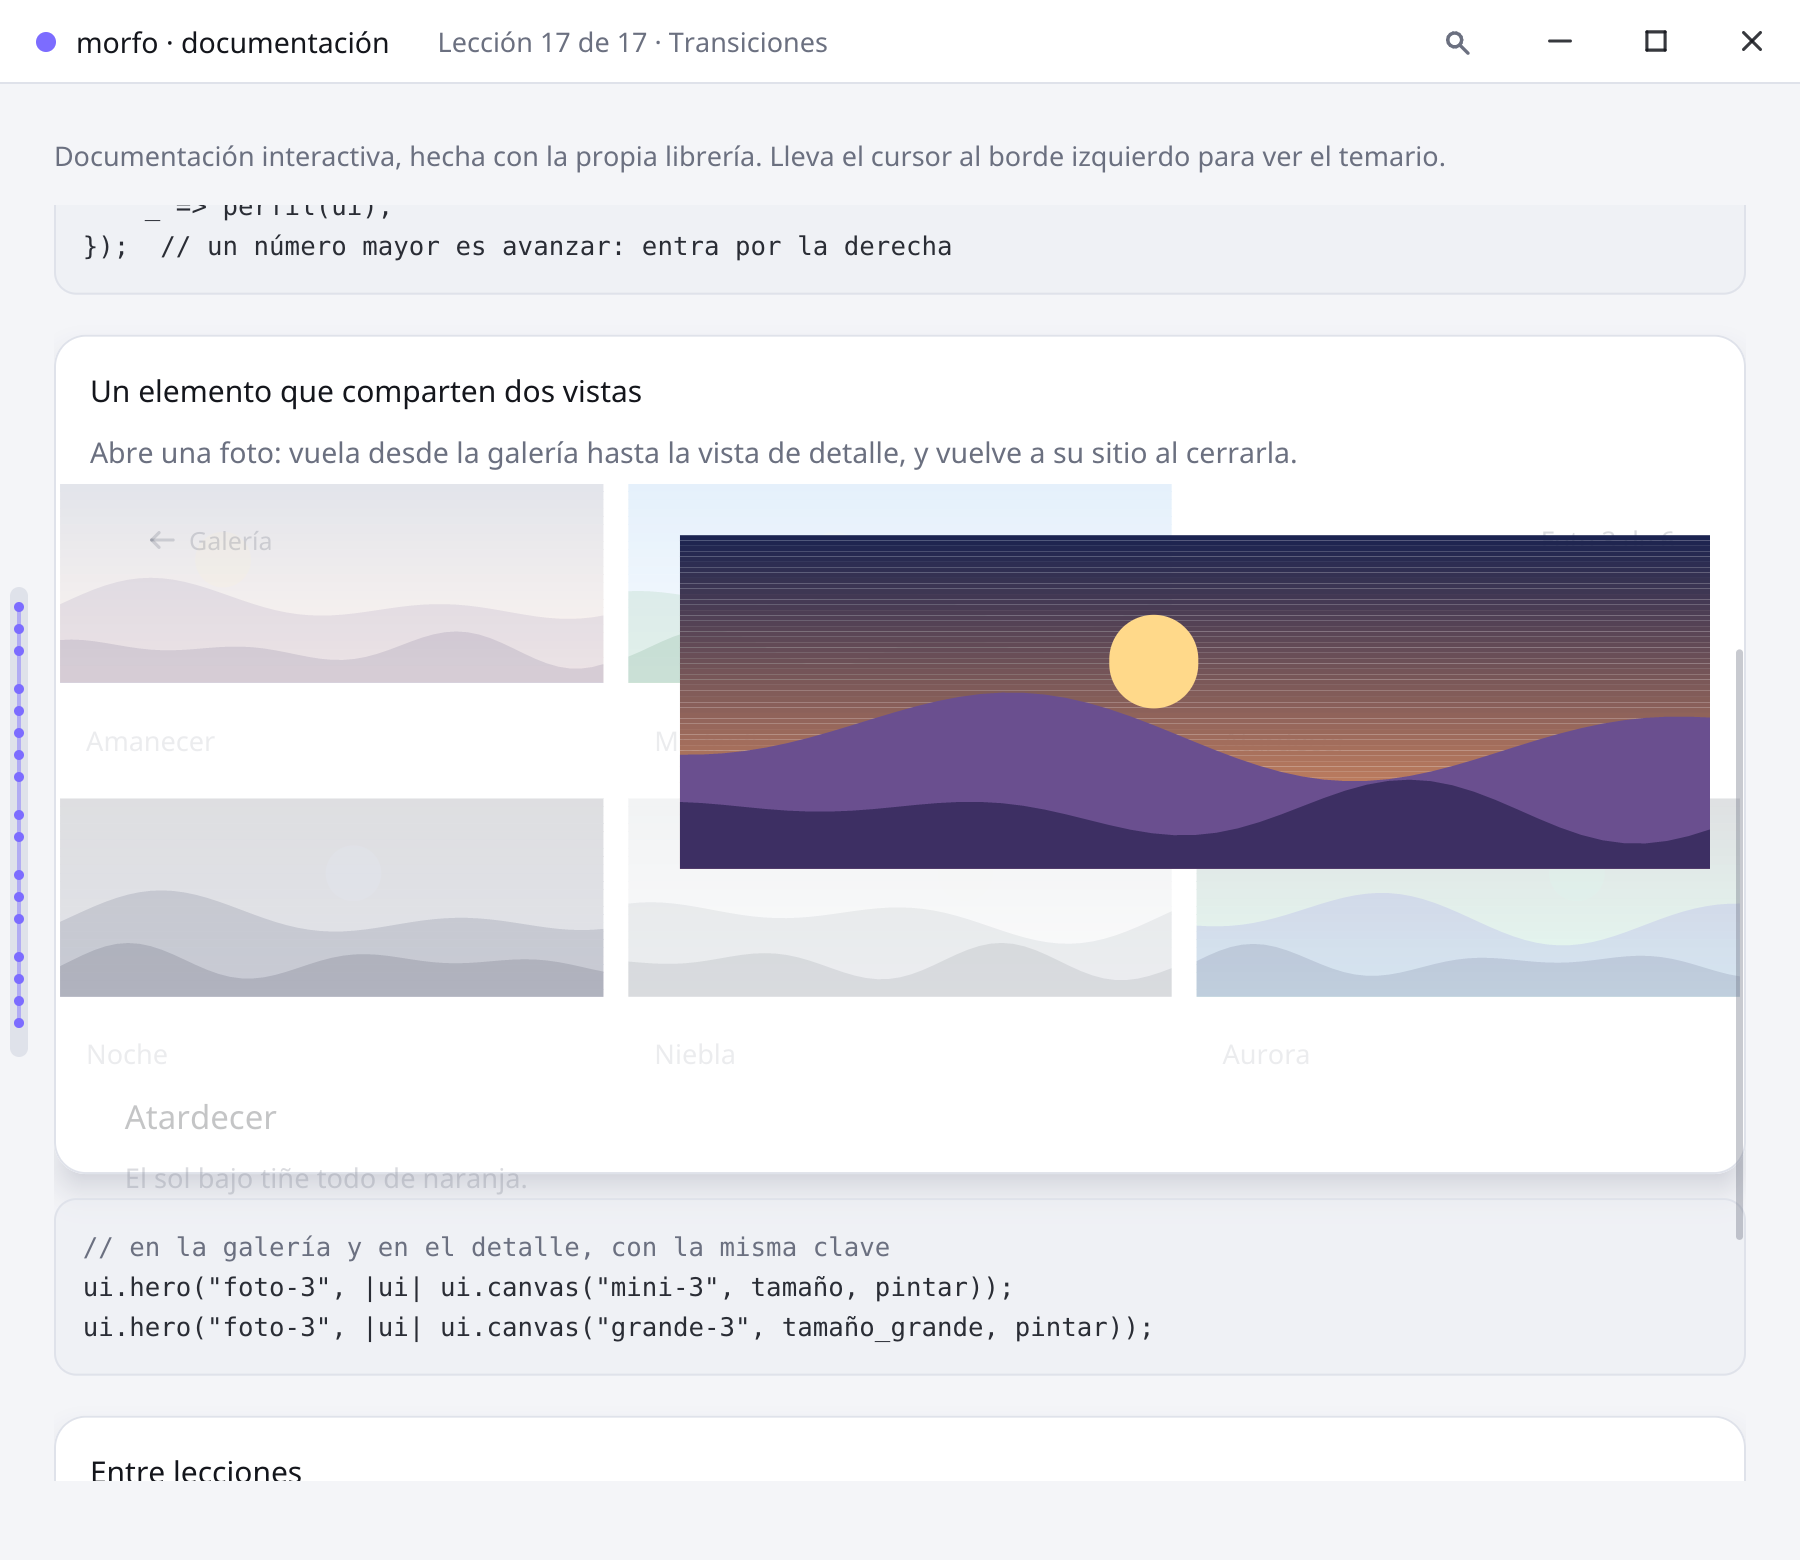 morfo · documentación
Lección 17 de 17 · Transiciones
Documentación interactiva, hecha con la propia librería. Lleva el cursor al borde izquierdo para ver el temario.
_ => perfil(ui),
}); // un número mayor es avanzar: entra por la derecha
Un elemento que comparten dos vistas
Abre una foto: vuela desde la galería hasta la vista de detalle, y vuelve a su sitio al cerrarla.
Galería
Amanecer
Noche
Niebla
Aurora
Atardecer
El sol bajo tiñe todo de naranja.
// en la galería y en el detalle, con la misma clave
ui.hero("foto-3", |ui| ui.canvas("mini-3", tamaño, pintar));
ui.hero("foto-3", |ui| ui.canvas("grande-3", tamaño_grande, pintar));
Entre lecciones